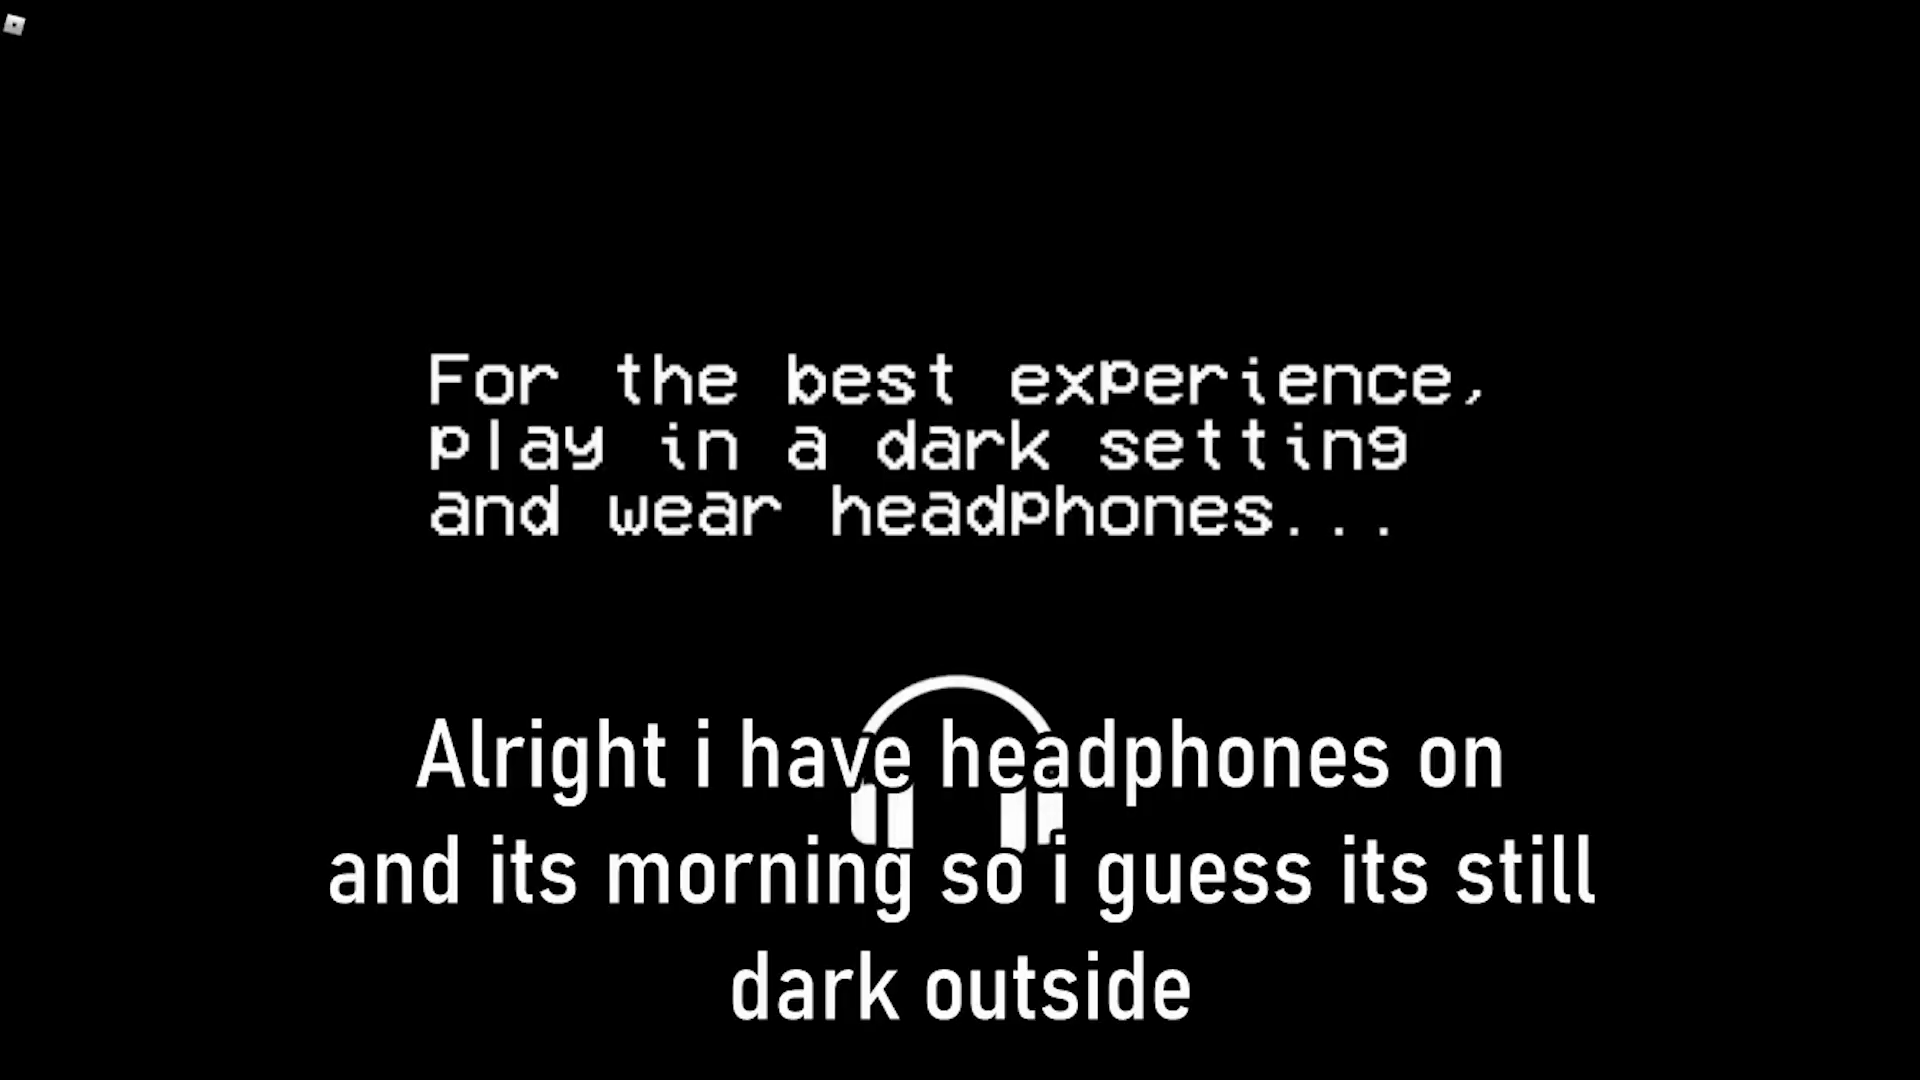 For the best experience,
play in a dark setting
and wear headphones...
Alright i have headphones on
and its morning so i guess its still
dark outside